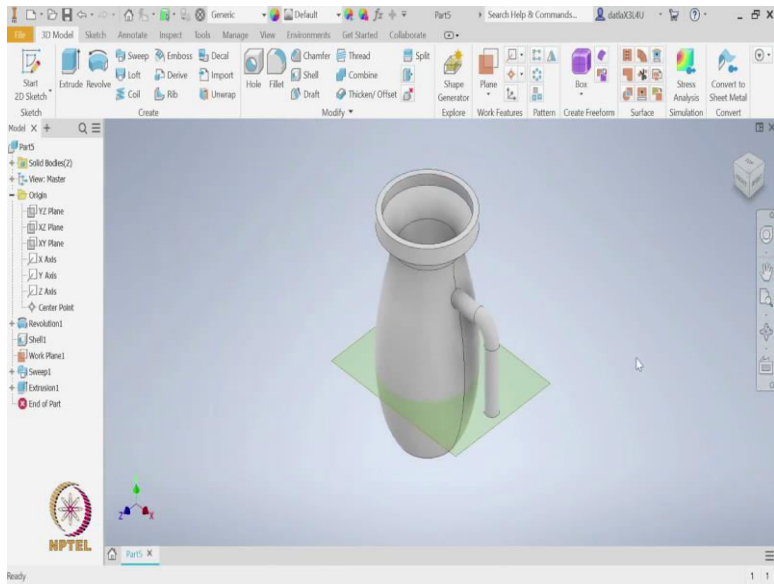 Generic
Default
Part5
Search Help & Commands...
datlaX3L4U
File 3D Model Sketch Annotate Inspect Tools Manage View Environments Get Started Collaborate
Start
2D Sketch
Extrude Revolve
Sweep Emboss Decal
Loft Derive Import
Coil Rib Unwrap
Hole Fillet
Chamfer Thread Split
Shell Combine
Draft Thicken/ Offset
Shape
Generator
Plane
Box
Stress
Analysis
Convert to
Sheet Metal
Sketch Create Modify Explore Work Features Pattern Create Freeform Surface Simulation Convert
Model X +
Part5
Solid Bodies(2)
View: Master
Origin
YZ Plane
XZ Plane
XY Plane
X Axis
Y Axis
Z Axis
Center Point
Revolution1
Shell1
Work Plane1
Sweep1
Extrusion1
End of Part
Z X
NPTEL
Part5 X
Ready 1 1